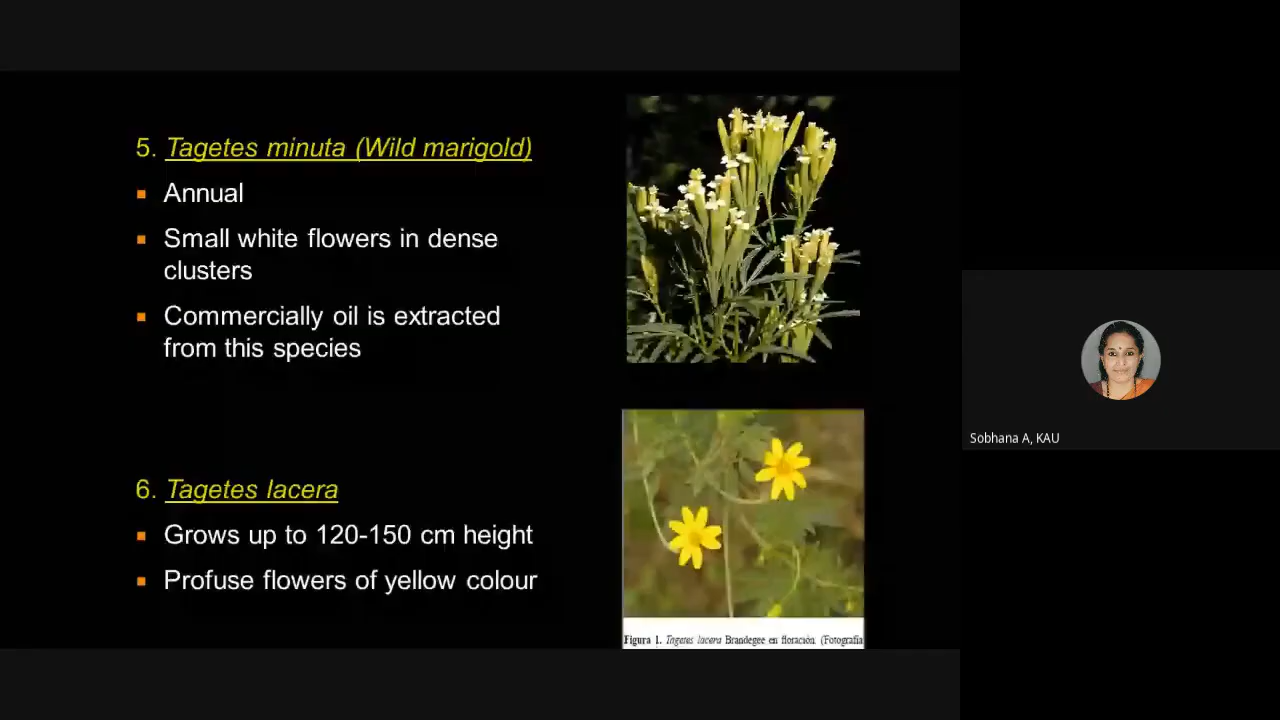 5. Tagetes minuta (Wild marigold)
Annual
Small white flowers in dense
clusters
Commercially oil is extracted
from this species
6. Tagetes lacera
Grows up to 120-150 cm height
Profuse flowers of yellow colour
Figura 1. Tagetes lacera Brandegee en floración. (Fotografía
Sobhana A, KAU